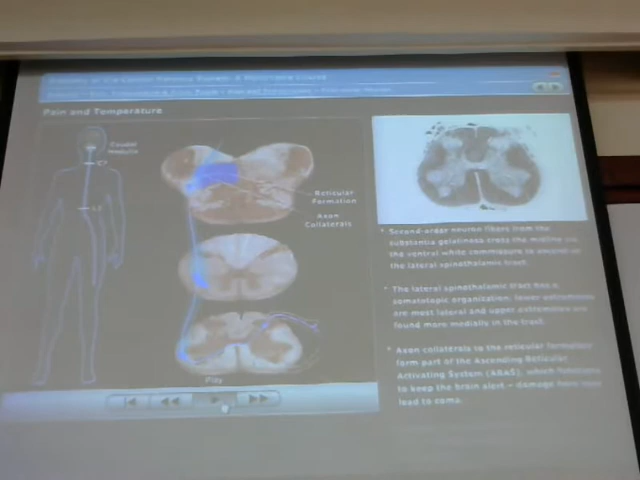 Pain and Temperature
Caudal
Medulla
Reticular
Formation
Axon
Collaterals
Play
• Second-order neuron fibers from the
substantia gelatinosa cross the midline via
the ventral white commissure to ascend in
the lateral spinothalamic tract.
• The lateral spinothalamic tract has a
somatotopic organization, lower extremities
are most lateral and upper extremities are
found more medially in the tract.
• Axon collaterals to the reticular formation
form part of the Ascending Reticular
Activating System (ARAS), which functions
to keep the brain alert – damage from may
lead to coma.